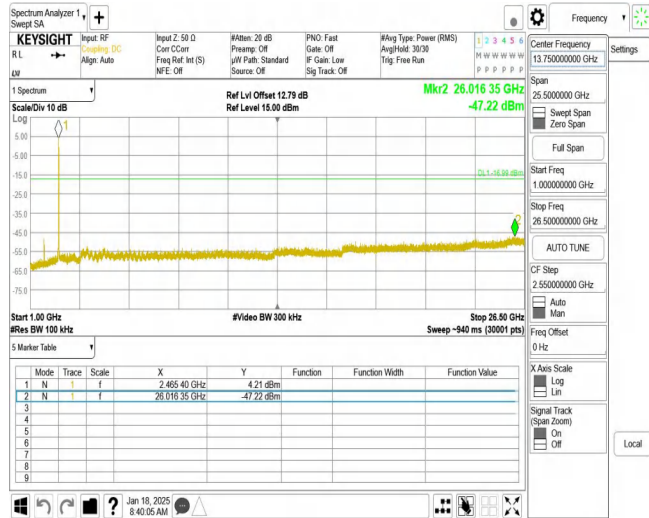 Spectrum Analyzer 1
Swept SA
Frequency
KEYSIGHT
RL
Input: RF
Coupling: DC
Align: Auto
Input Z: 50 Ω
Corr CCorr
Freq Ref: Int (S)
NFE: Off
#Atten: 20 dB
Preamp: Off
µW Path: Standard
Source: Off
PNO: Fast
Gate: Off
IF Gain: Low
Sig Track: Off
#Avg Type: Power (RMS)
Avg|Hold: 30/30
Trig: Free Run
1 2 3 4 5 6
M W W W W W
P P P P P P
1 Spectrum
Scale/Div 10 dB
Ref Lvl Offset 12.79 dB
Ref Level 15.00 dBm
Mkr2 26.016 35 GHz
-47.22 dBm
Log
5.00
-5.00
-15.0
-25.0
-35.0
-45.0
-55.0
-65.0
-75.0
1
DL1 -16.99 dBm
2
Start 1.00 GHz
#Res BW 100 kHz
#Video BW 300 kHz
Stop 26.50 GHz
Sweep ~940 ms (30001 pts)
5 Marker Table
Mode Trace Scale X Y Function Function Width Function Value
1 N 1 f 2.465 40 GHz 4.21 dBm
2 N 1 f 26.016 35 GHz -47.22 dBm
3
4
5
6
7
8
9
Center Frequency
13.750000000 GHz
Settings
Span
25.5000000 GHz
Swept Span
Zero Span
Full Span
Start Freq
1.000000000 GHz
Stop Freq
26.500000000 GHz
AUTO TUNE
CF Step
2.550000000 GHz
Auto
Man
Freq Offset
0 Hz
X Axis Scale
Log
Lin
Signal Track
(Span Zoom)
On
Off
Local
?
Jan 18, 2025
8:40:05 AM